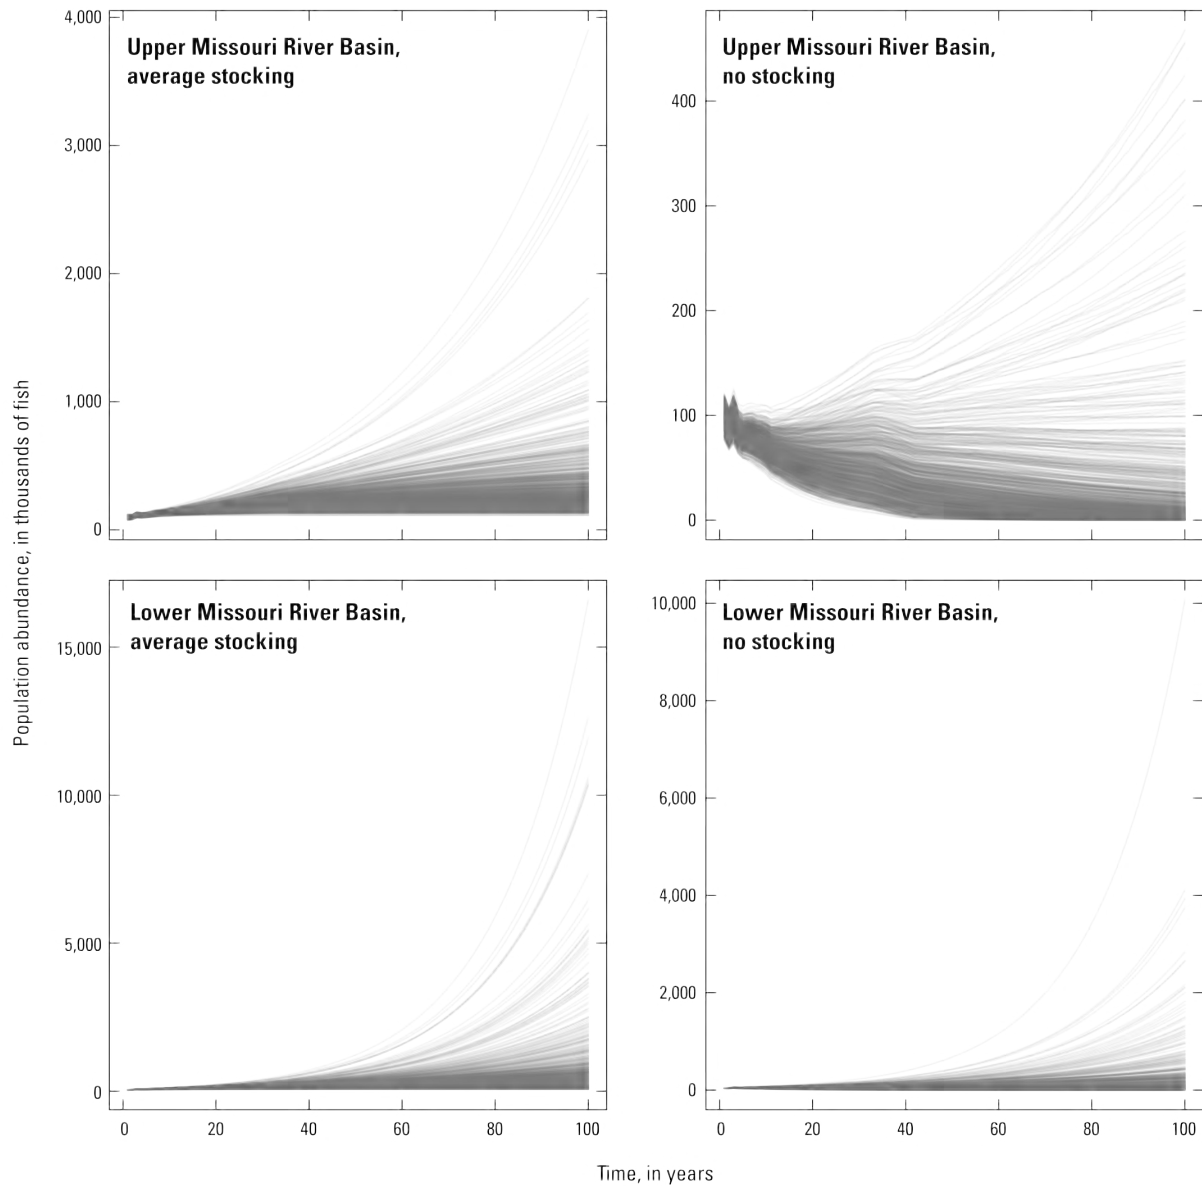 Upper Missouri River Basin,
average stocking
4,000
3,000
2,000
1,000
0
Upper Missouri River Basin,
no stocking
400
300
200
100
0
Population abundance, in thousands of fish
Lower Missouri River Basin,
average stocking
15,000
10,000
5,000
0
0 20 40 60 80 100
Lower Missouri River Basin,
no stocking
10,000
8,000
6,000
4,000
2,000
0
0 20 40 60 80 100
Time, in years